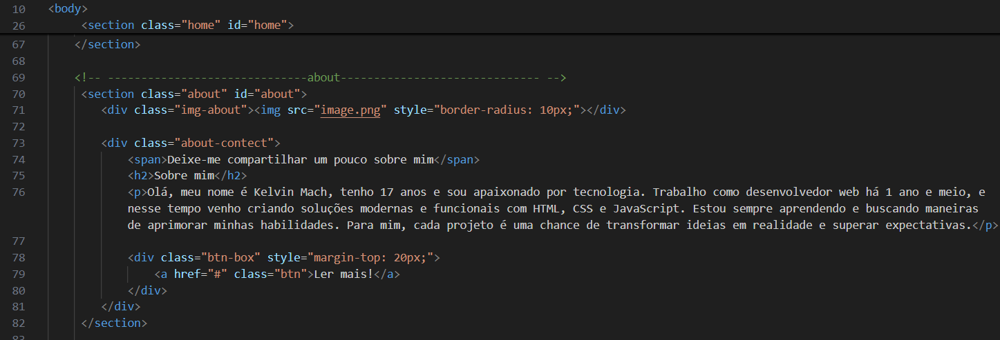 10 <body>
26 <section class="home" id="home">
67 </section>
68
69 <!-- ------------------------------about------------------------------ -->
70 <section class="about" id="about">
71 <div class="img-about"><img src="image.png" style="border-radius: 10px;"></div>
72
73 <div class="about-contect">
74 <span>Deixe-me compartilhar um pouco sobre mim</span>
75 <h2>Sobre mim</h2>
76 <p>Olá, meu nome é Kelvin Mach, tenho 17 anos e sou apaixonado por tecnologia. Trabalho como desenvolvedor web há 1 ano e meio, e
nesse tempo venho criando soluções modernas e funcionais com HTML, CSS e JavaScript. Estou sempre aprendendo e buscando maneiras
de aprimorar minhas habilidades. Para mim, cada projeto é uma chance de transformar ideias em realidade e superar expectativas.</p>
77
78 <div class="btn-box" style="margin-top: 20px;">
79 <a href="#" class="btn">Ler mais!</a>
80 </div>
81 </div>
82 </section>
83